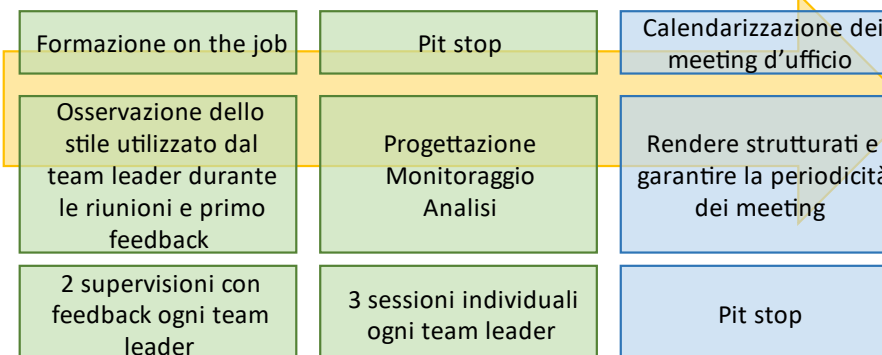 Formazione on the job
Pit stop
Calendarizzazione dei
meeting d'ufficio
Osservazione dello
stile utilizzato dal
team leader durante
le riunioni e primo
feedback
Progettazione
Monitoraggio
Analisi
Rendere strutturati e
garantire la periodicità
dei meeting
2 supervisioni con
feedback ogni team
leader
3 sessioni individuali
ogni team leader
Pit stop